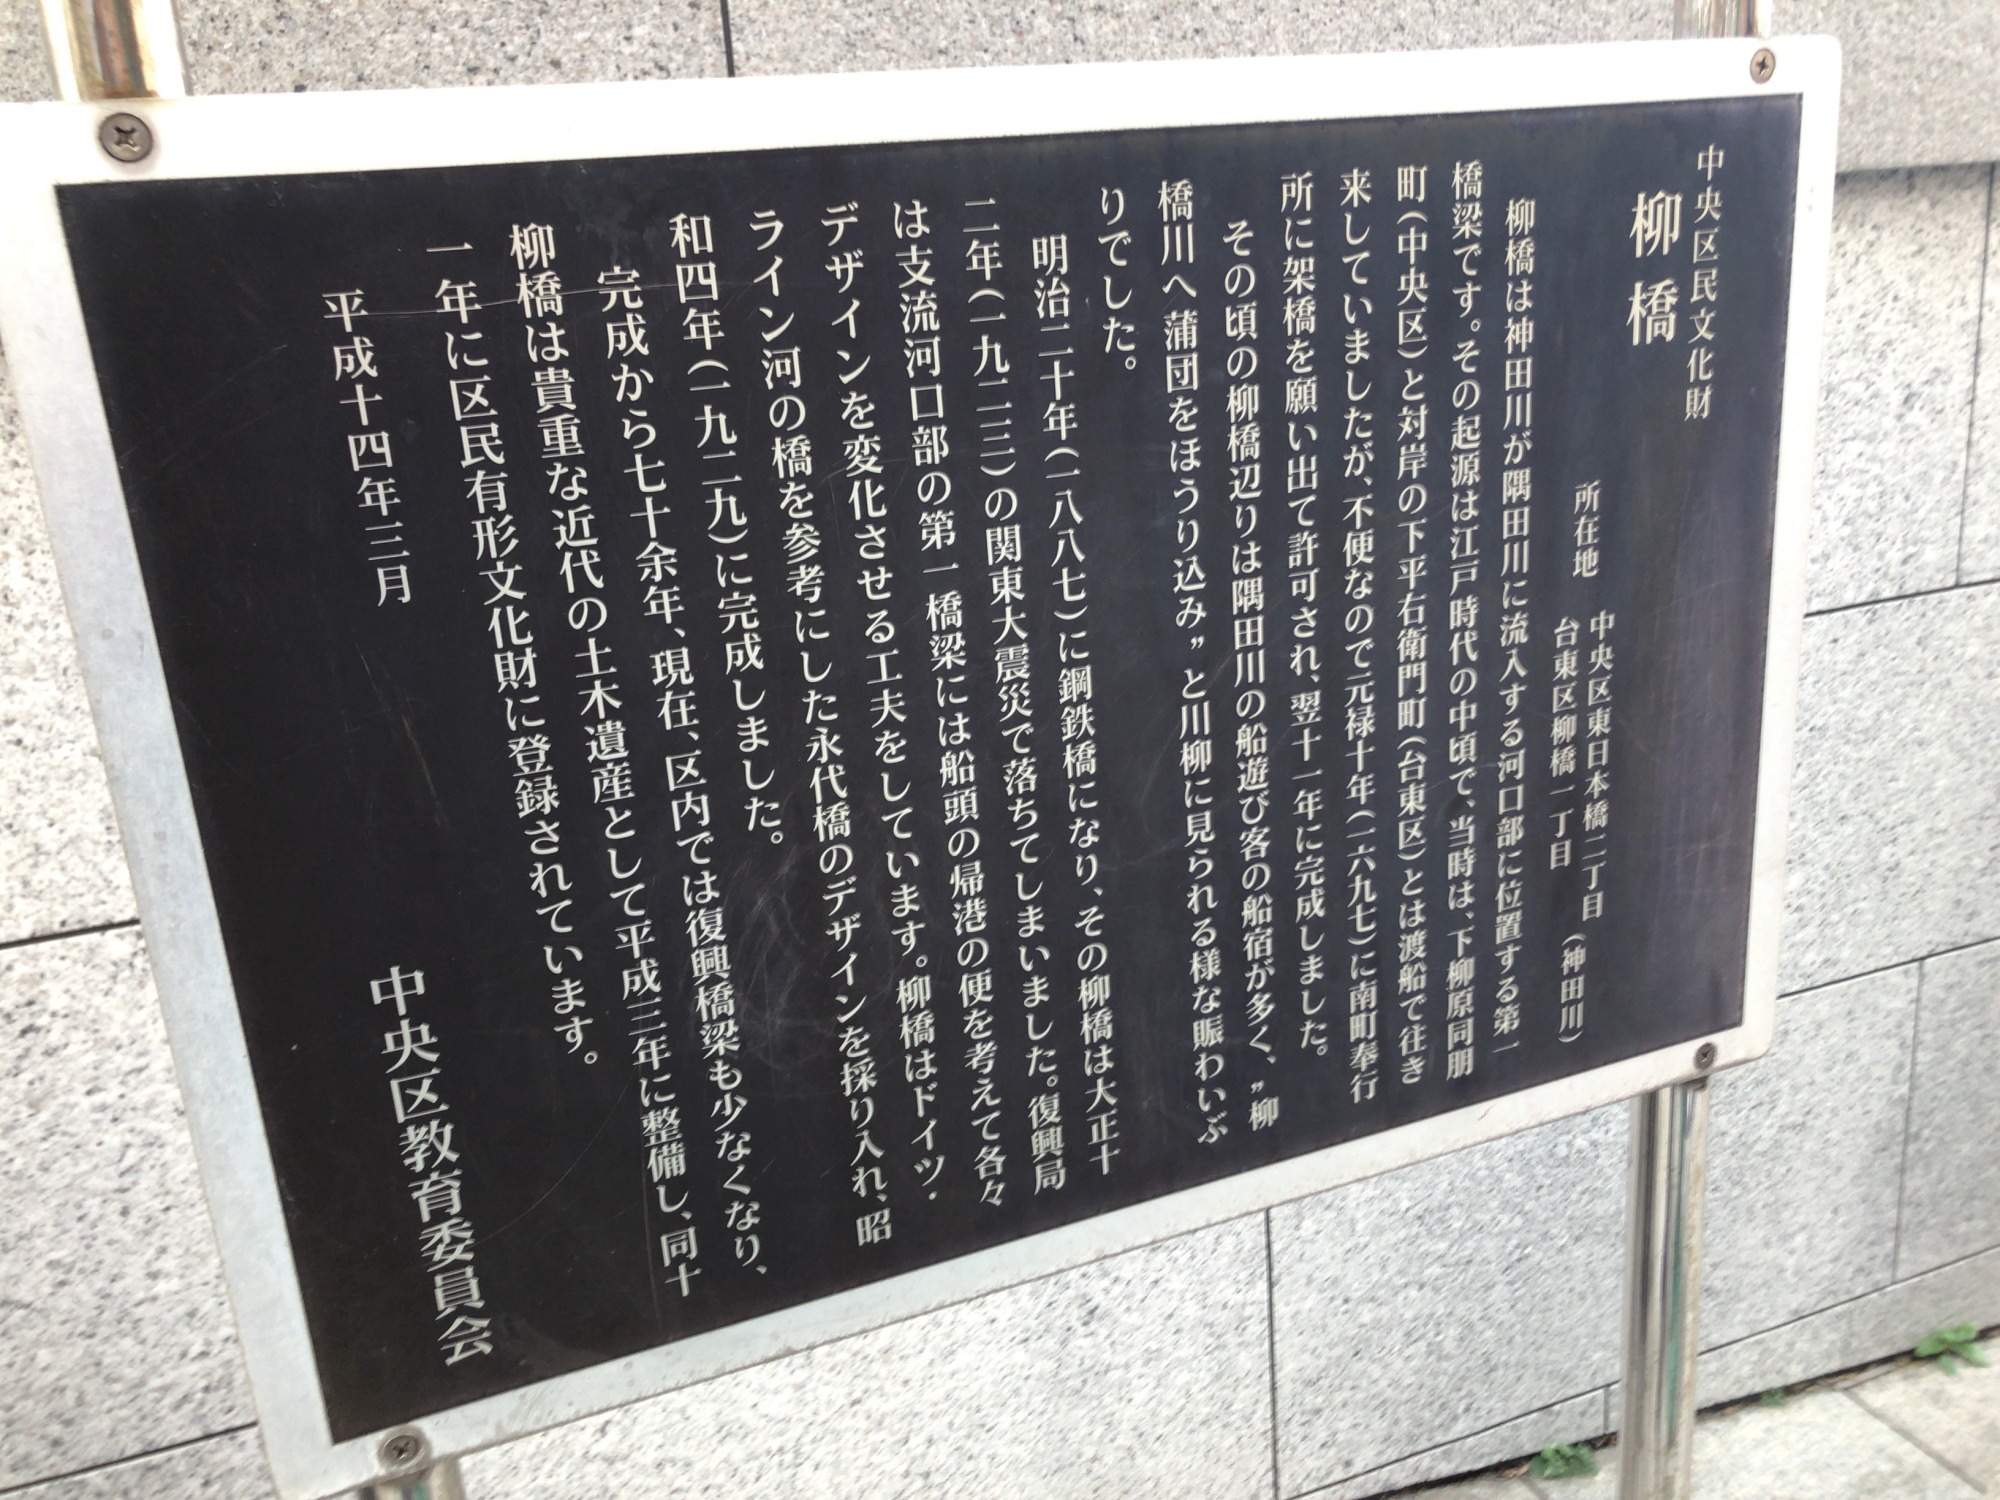 中央区民文化財
柳橋
所在地 中央区東日本橋二丁目
台東区柳橋一丁目 (神田川)
柳橋は神田川が隅田川に流入する河口部に位置する第一
橋梁です。その起源は江戸時代の中頃で、当時は、下柳原同朋
町(中央区)と対岸の下平右衛門町(台東区)とは渡船で往き
来していましたが、不便なので元禄十年(一六九七)に南町奉行
所に架橋を願い出て許可され、翌十一年に完成しました。
その頃の柳橋辺りは隅田川の船遊び客の船宿が多く、”柳
橋川へ蒲団をほうり込み”と川柳に見られる様な賑わいぶ
りでした。
明治二十年(一八八七)に鋼鉄橋になり、その柳橋は大正十
二年(一九二三)の関東大震災で落ちてしまいました。復興局
は支流河口部の第一橋梁には船頭の帰港の便を考えて各々
デザインを変化させる工夫をしています。柳橋はドイツ・
ライン河の橋を参考にした永代橋のデザインを採り入れ、昭
和四年(一九二九)に完成しました。
完成から七十余年、現在、区内では復興橋梁も少なくなり、
柳橋は貴重な近代の土木遺産として平成三年に整備し、同十
一年に区民有形文化財に登録されています。
平成十四年三月
中央区教育委員会